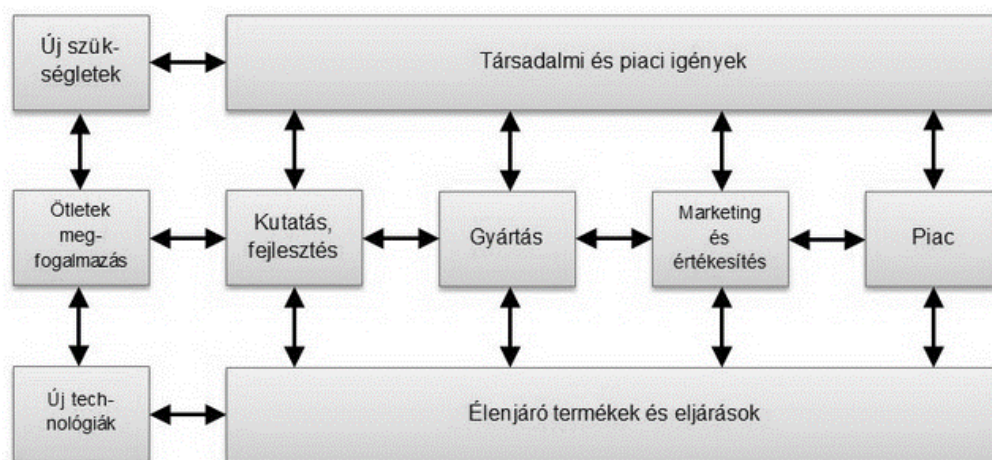 Új szük-
ségletek
Társadalmi és piaci igények
Ötletek
meg-
fogalmazás
Kutatás,
fejlesztés
Gyártás
Marketing
és
értékesítés
Piac
Új tech-
nológiák
Élenjáró termékek és eljárások